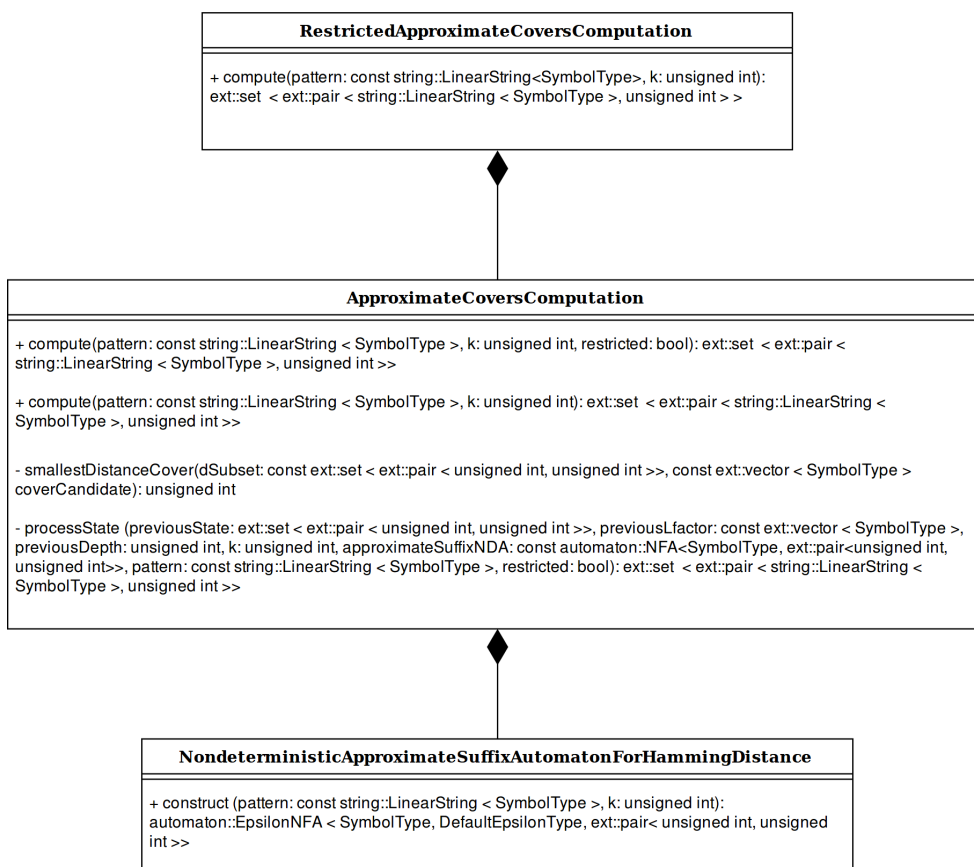 RestrictedApproximateCoversComputation
+ compute(pattern: const string::LinearString<SymbolType>, k: unsigned int):
ext::set < ext::pair < string::LinearString < SymbolType >, unsigned int > >
ApproximateCoversComputation
+ compute(pattern: const string::LinearString < SymbolType >, k: unsigned int, restricted: bool): ext::set < ext::pair <
string::LinearString < SymbolType >, unsigned int >>
+ compute(pattern: const string::LinearString < SymbolType >, k: unsigned int): ext::set < ext::pair < string::LinearString <
SymbolType >, unsigned int >>
- smallestDistanceCover(dSubset: const ext::set < ext::pair < unsigned int, unsigned int >>, const ext::vector < SymbolType >
coverCandidate): unsigned int
- processState (previousState: ext::set < ext::pair < unsigned int, unsigned int >>, previousLfactor: const ext::vector < SymbolType >,
previousDepth: unsigned int, k: unsigned int, approximateSuffixNDA: const automaton::NFA<SymbolType, ext::pair<unsigned int,
unsigned int>>, pattern: const string::LinearString < SymbolType >, restricted: bool): ext::set < ext::pair < string::LinearString <
SymbolType >, unsigned int >>
NondeterministicApproximateSuffixAutomatonForHammingDistance
+ construct (pattern: const string::LinearString < SymbolType >, k: unsigned int):
automaton::EpsilonNFA < SymbolType, DefaultEpsilonType, ext::pair< unsigned int, unsigned
int >>